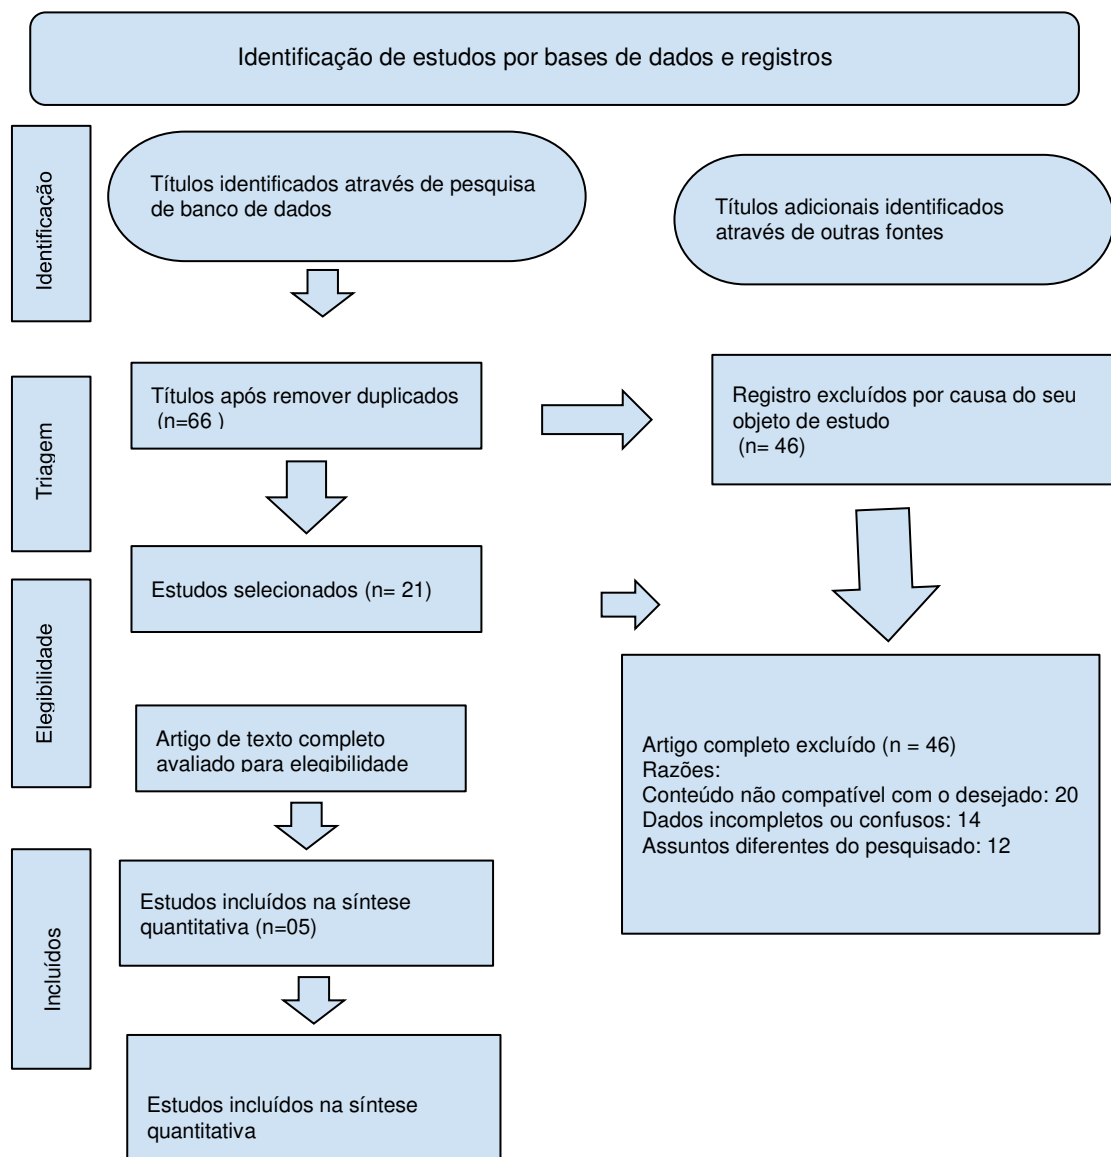 Identificação de estudos por bases de dados e registros
Identificação
Títulos identificados através de pesquisa
de banco de dados
Títulos adicionais identificados
através de outras fontes
Triagem
Títulos após remover duplicados
(n=66 )
Registro excluídos por causa do seu
objeto de estudo
(n= 46)
Estudos selecionados (n= 21)
Elegibilidade
Artigo de texto completo
avaliado para elegibilidade
Artigo completo excluído (n = 46)
Razões:
Conteúdo não compatível com o desejado: 20
Dados incompletos ou confusos: 14
Assuntos diferentes do pesquisado: 12
Incluídos
Estudos incluídos na síntese
quantitativa (n=05)
Estudos incluídos na síntese
quantitativa